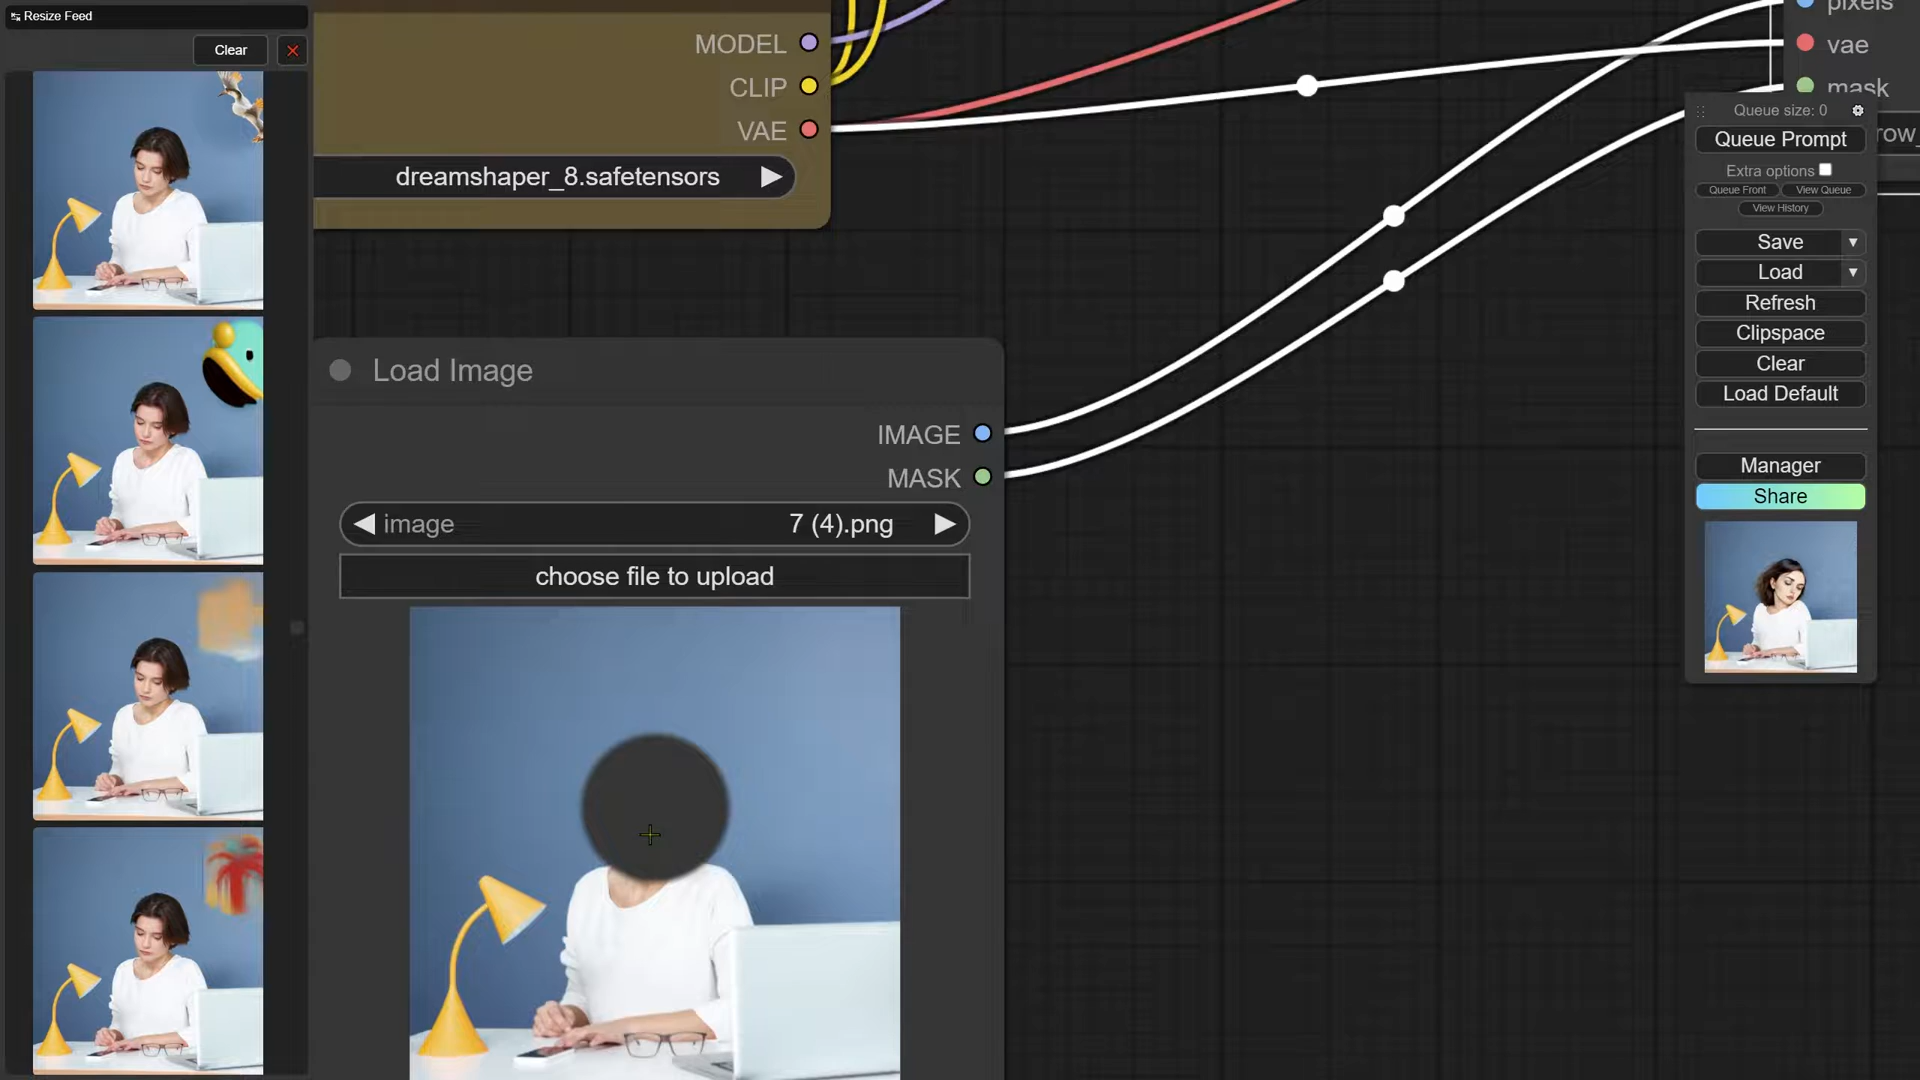 Resize Feed
Clear
MODEL
CLIP
VAE
dreamshaper_8.safetensors
Load Image
IMAGE
MASK
image 7 (4).png
choose file to upload
pixels
vae
mask
row_
Queue size: 0
Queue Prompt
Extra options
Queue Front View Queue
View History
Save
Load
Refresh
Clipspace
Clear
Load Default
Manager
Share